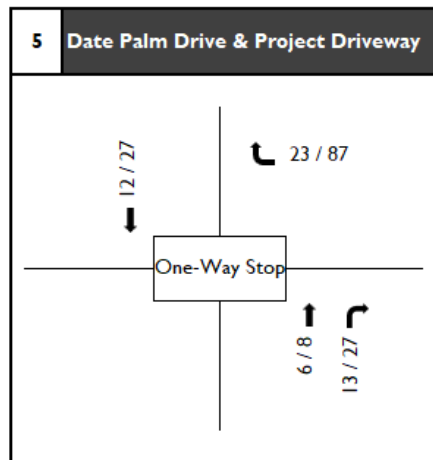 5
Date Palm Drive & Project Driveway
12 / 27
23 / 87
One-Way Stop
6 / 8
13 / 27